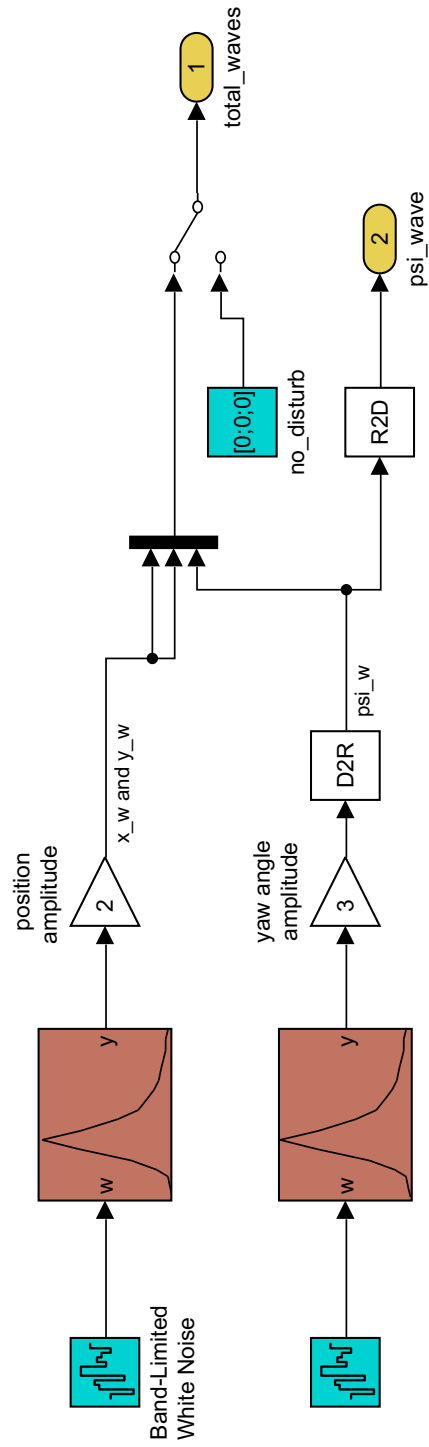 Band-Limited
White Noise
w
y
position
amplitude
2
x_w and y_w
[0;0;0]
no_disturb
1
total_waves
w
y
yaw angle
amplitude
3
D2R
psi_w
R2D
2
psi_wave